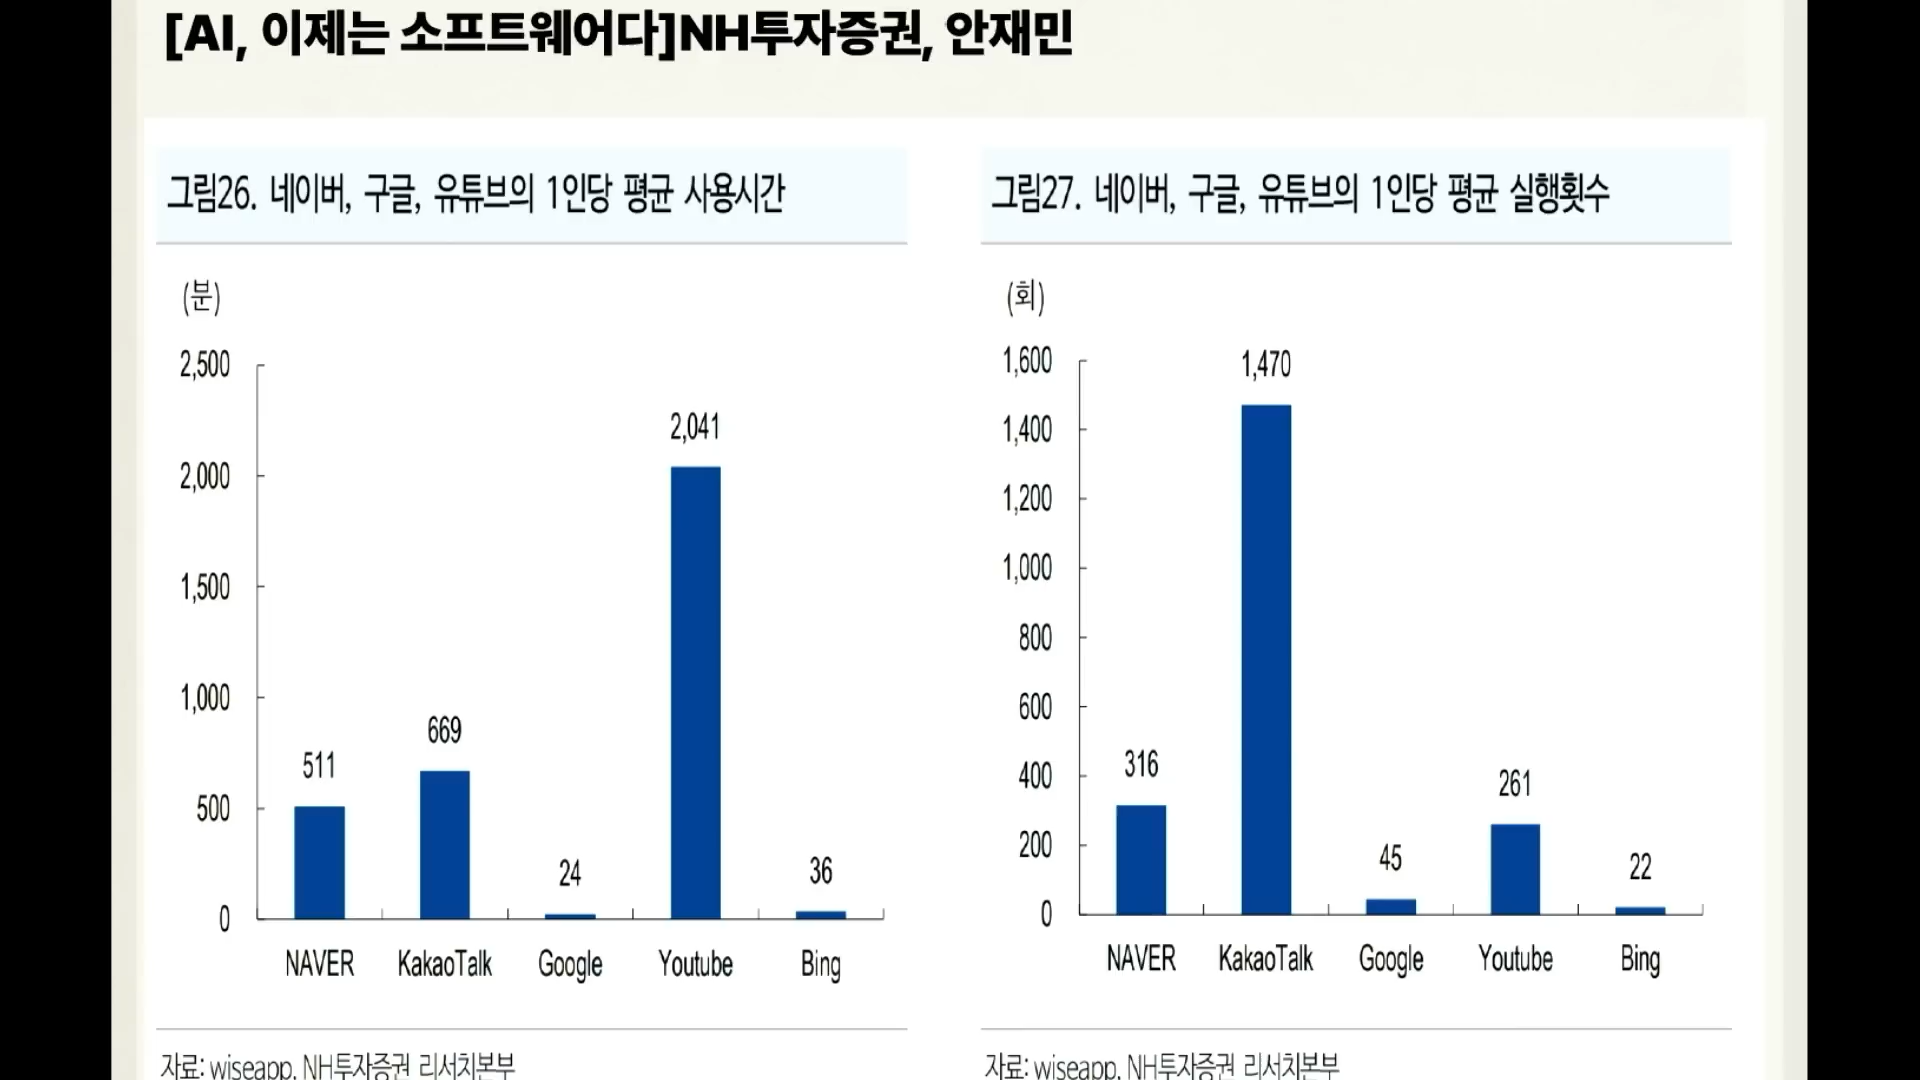 [AI, 이제는 소프트웨어다]NH투자증권, 안재민
그림26. 네이버, 구글, 유튜브의 1인당 평균 사용시간
(분)
2,500
2,000
1,500
1,000
500
0
511
669
24
2,041
36
NAVER KakaoTalk Google Youtube Bing
자료: wiseapp, NH투자증권 리서치본부
그림27. 네이버, 구글, 유튜브의 1인당 평균 실행횟수
(회)
1,600
1,400
1,200
1,000
800
600
400
200
0
316
1,470
45
261
22
NAVER KakaoTalk Google Youtube Bing
자료: wiseapp, NH투자증권 리서치본부